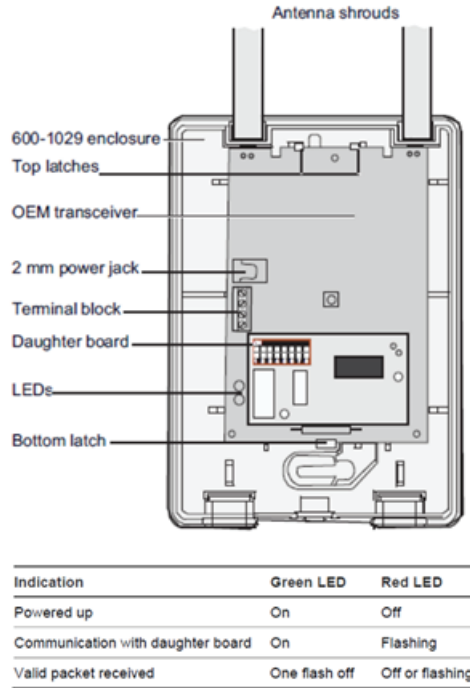 Antenna shrouds
600-1029 enclosure
Top latches
OEM transceiver
2 mm power jack
Terminal block
Daughter board
LEDs
Bottom latch
Indication Green LED Red LED
Powered up On Off
Communication with daughter board On Flashing
Valid packet received One flash off Off or flashing